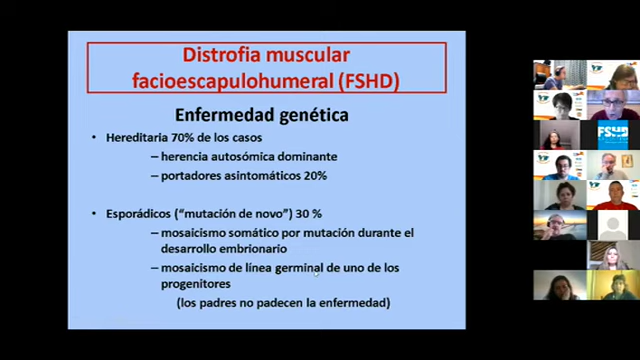 Distrofia muscular
facioescapulohumeral (FSHD)
Enfermedad genética
• Hereditaria 70% de los casos
– herencia autosómica dominante
– portadores asintomáticos 20%
• Esporádicos (“mutación de novo”) 30 %
– mosaicismo somático por mutación durante el
desarrollo embrionario
– mosaicismo de línea germinal de uno de los
progenitores
(los padres no padecen la enfermedad)
FSHD